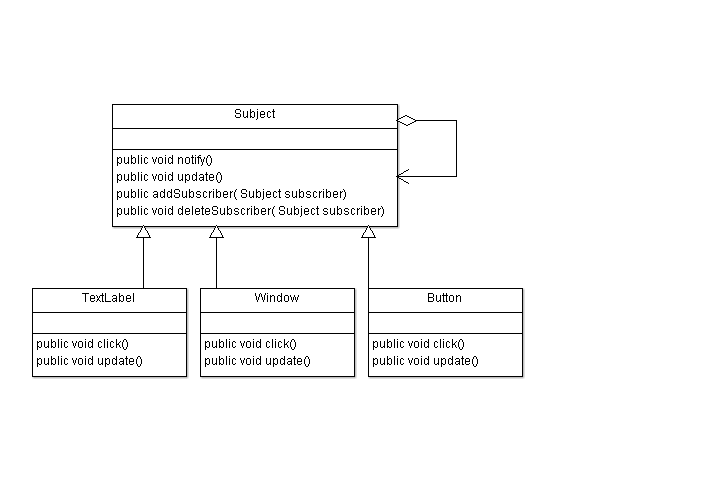 Subject
public void notify()
public void update()
public addSubscriber( Subject subscriber)
public void deleteSubscriber( Subject subscriber)
TextLabel
public void click()
public void update()
Window
public void click()
public void update()
Button
public void click()
public void update()